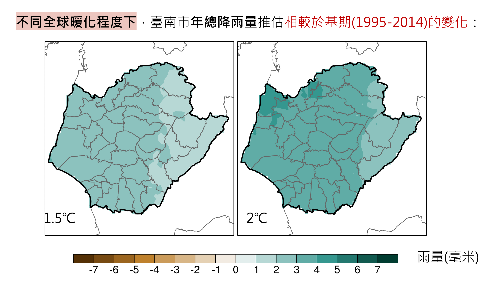 不同全球暖化程度下，臺南市年總降雨量推估相較於基期(1995-2014)的變化：
1.5℃ 2℃
雨量(毫米)
-7 -6 -5 -4 -3 -2 -1 0 1 2 3 4 5 6 7